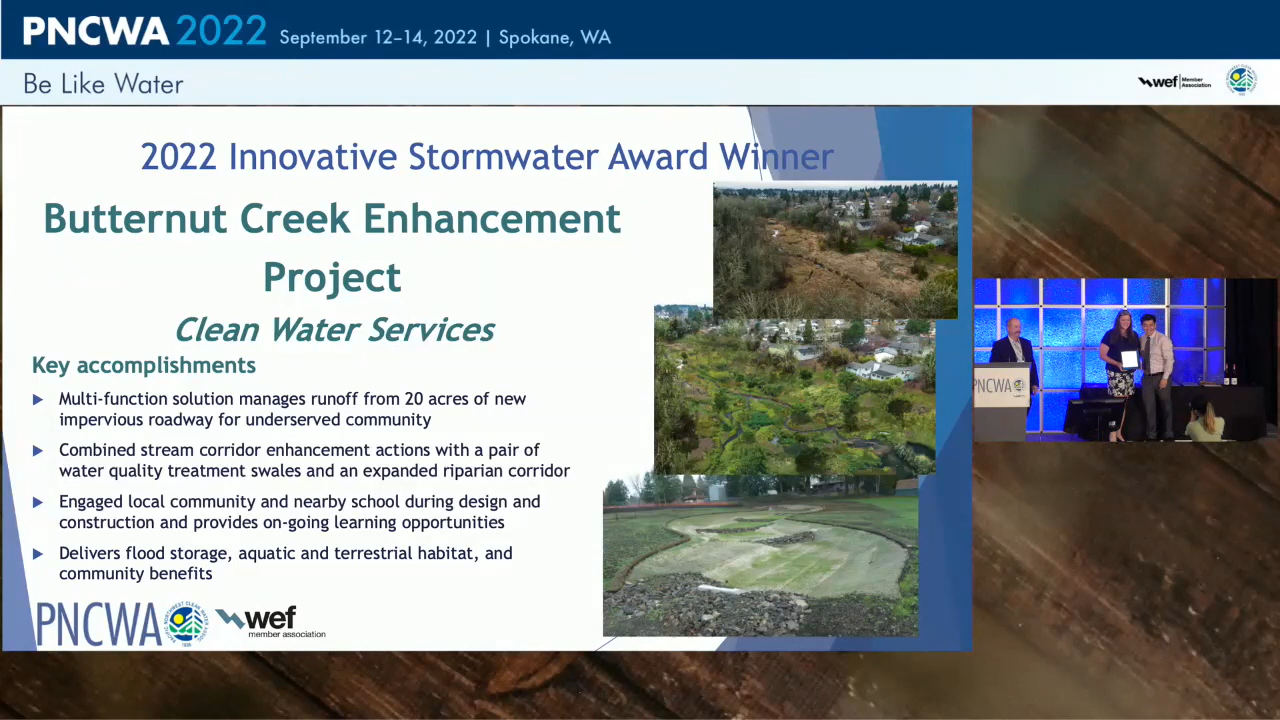 PNCWA 2022 September 12–14, 2022 | Spokane, WA
Be Like Water
wef Member Association
2022 Innovative Stormwater Award Winner
Butternut Creek Enhancement
Project
Clean Water Services
Key accomplishments
Multi-function solution manages runoff from 20 acres of new
impervious roadway for underserved community
Combined stream corridor enhancement actions with a pair of
water quality treatment swales and an expanded riparian corridor
Engaged local community and nearby school during design and
construction and provides on-going learning opportunities
Delivers flood storage, aquatic and terrestrial habitat, and
community benefits
PNCWA
wef
member association
PNCWA